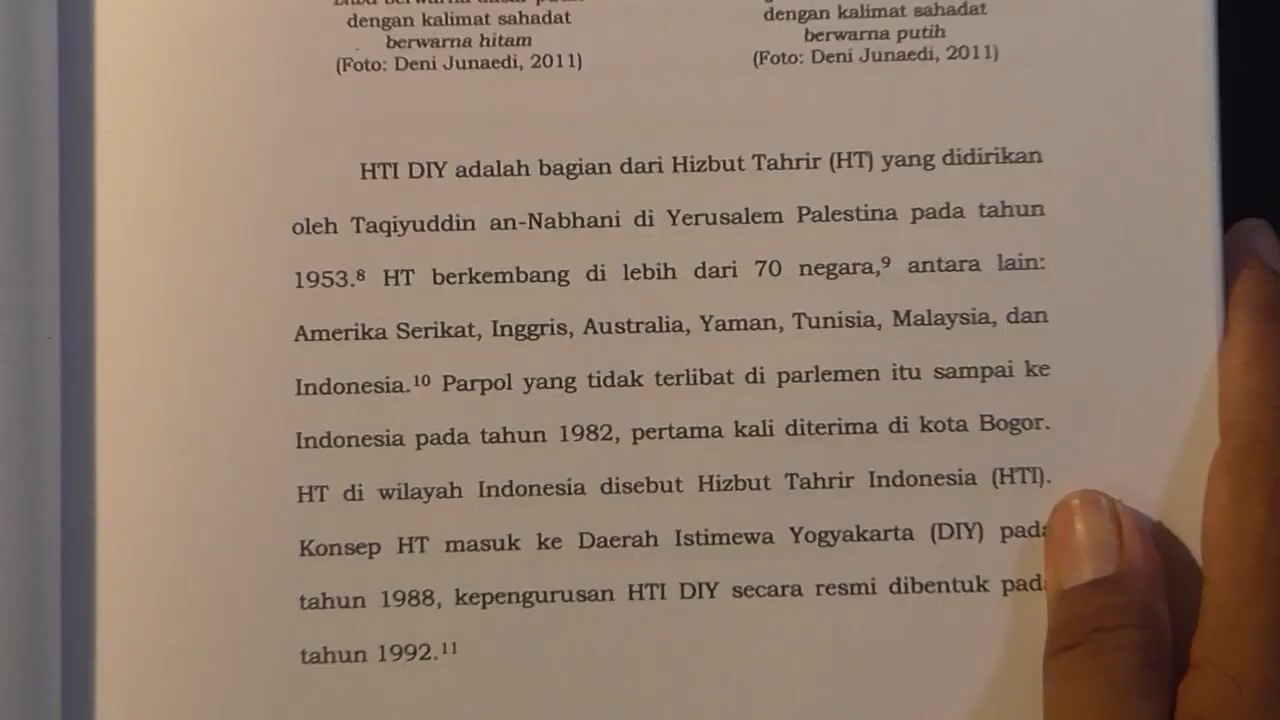 dengan kalimat sahadat
berwarna hitam
(Foto: Deni Junaedi, 2011)
dengan kalimat sahadat
berwarna putih
(Foto: Deni Junaedi, 2011)
HTI DIY adalah bagian dari Hizbut Tahrir (HT) yang didirikan
oleh Taqiyuddin an-Nabhani di Yerusalem Palestina pada tahun
1953.⁸ HT berkembang di lebih dari 70 negara,⁹ antara lain:
Amerika Serikat, Inggris, Australia, Yaman, Tunisia, Malaysia, dan
Indonesia.¹⁰ Parpol yang tidak terlibat di parlemen itu sampai ke
Indonesia pada tahun 1982, pertama kali diterima di kota Bogor.
HT di wilayah Indonesia disebut Hizbut Tahrir Indonesia (HTI).
Konsep HT masuk ke Daerah Istimewa Yogyakarta (DIY) pada
tahun 1988, kepengurusan HTI DIY secara resmi dibentuk pada
tahun 1992.¹¹